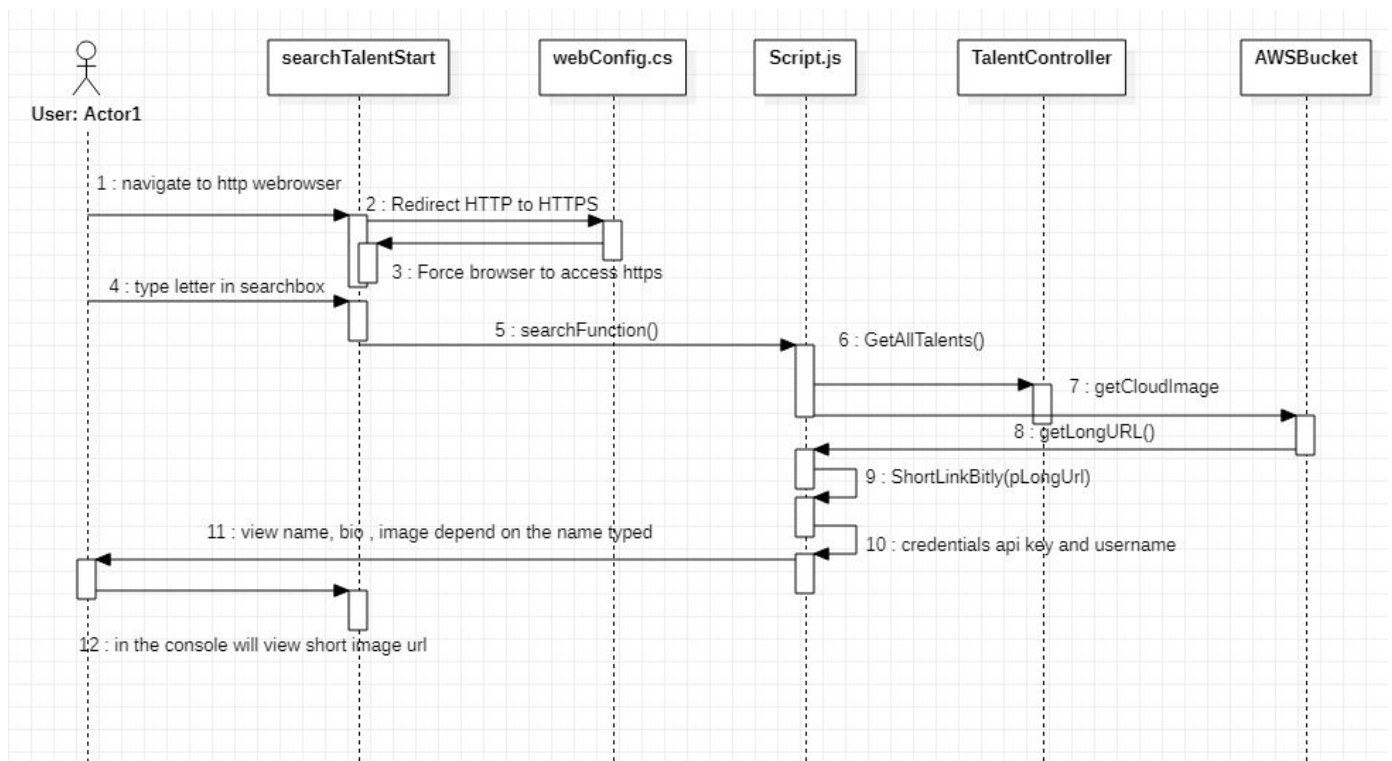 searchTalentStart
webConfig.cs
Script.js
TalentController
AWSBucket
User: Actor1
1 : navigate to http webrowser
2 : Redirect HTTP to HTTPS
3 : Force browser to access https
4 : type letter in searchbox
5 : searchFunction()
6 : GetAllTalents()
7 : getCloudImage
8 : getLongURL()
9 : ShortLinkBitly(pLongUrl)
11 : view name, bio , image depend on the name typed
10 : credentials api key and username
12 : in the console will view short image url